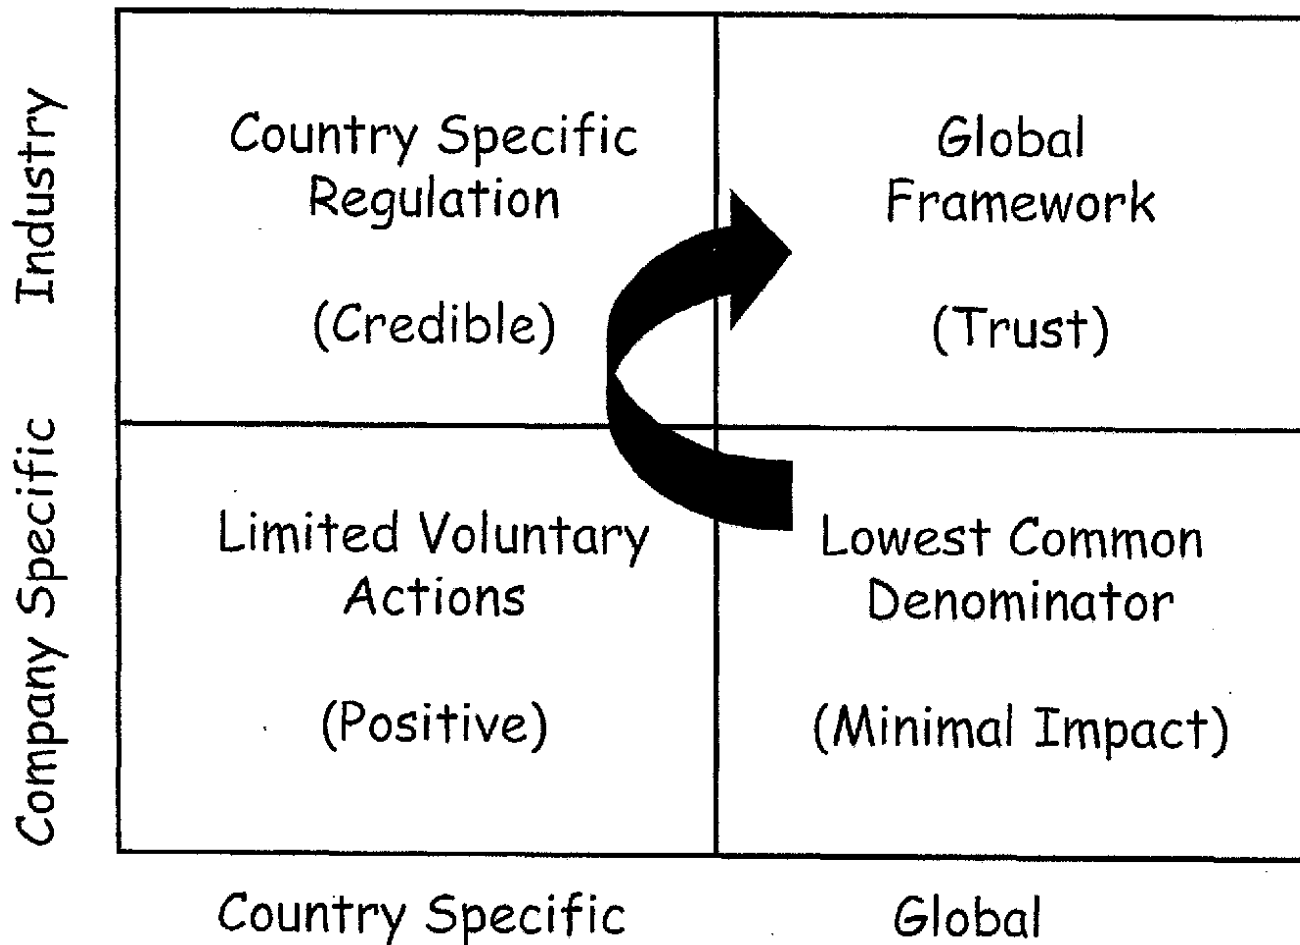 Industry
Country Specific
Regulation
(Credible)
Global
Framework
(Trust)
Company Specific
Limited Voluntary
Actions
(Positive)
Lowest Common
Denominator
(Minimal Impact)
Country Specific
Global